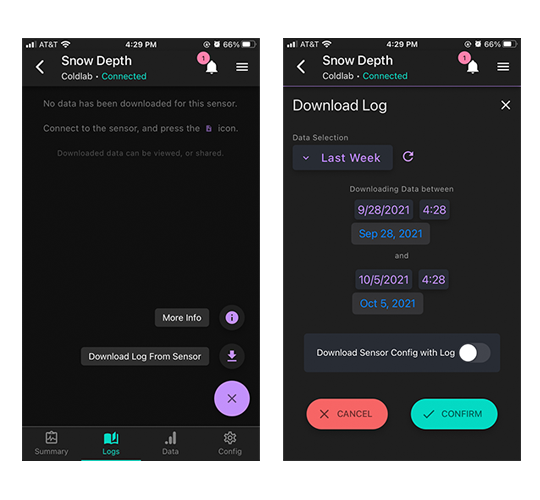 AT&T 4:29 PM 66%
Snow Depth
1
Coldlab • Connected
No data has been downloaded for this sensor.
Connect to the sensor, and press the icon.
Downloaded data can be viewed, or shared.
More Info
Download Log From Sensor
Summary Logs Data Config
AT&T 4:29 PM 66%
Snow Depth
1
Coldlab • Connected
Download Log
Data Selection
Last Week
Downloading Data between
9/28/2021 4:28
Sep 28, 2021
and
10/5/2021 4:28
Oct 5, 2021
Download Sensor Config with Log
CANCEL CONFIRM